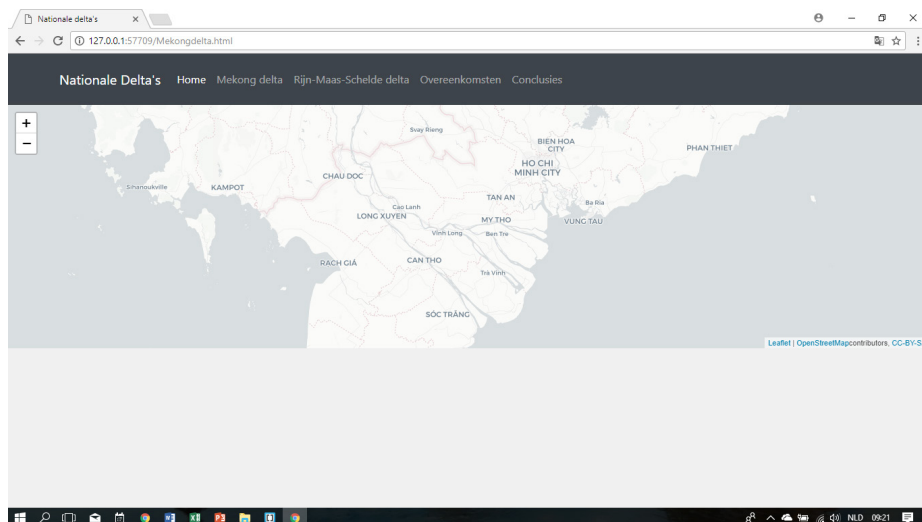 Nationale delta's
127.0.0.1:57709/Mekongdelta.html
Nationale Delta's Home Mekong delta Rijn-Maas-Schelde delta Overeenkomsten Conclusies
+
−
Svay Rieng
BIEN HOA
CITY
PHAN THIET
HO CHI
MINH CITY
CHAU DOC
Sihanoukville
KAMPOT
TAN AN
Ba Ria
Cao Lanh
LONG XUYEN
MY THO
VUNG TAU
Vinh Long
Ben Tre
RACH GIÁ
CAN THO
Tra Vinh
SÓC TRĂNG
Leaflet | OpenStreetMapcontributors, CC-BY-S
NLD 09:21